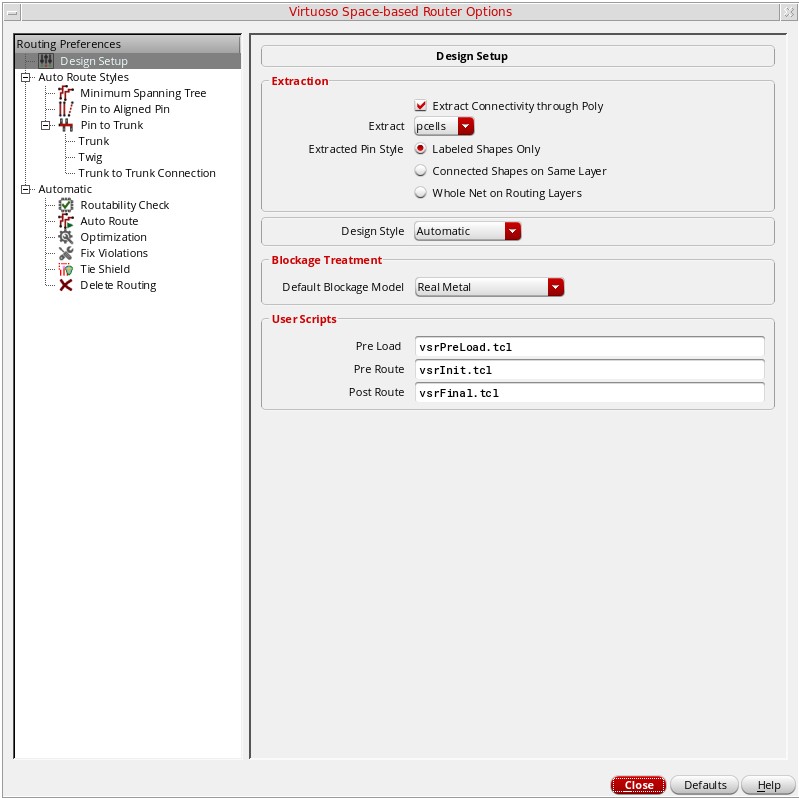 Virtuoso Space-based Router Options
Routing Preferences
Design Setup
Auto Route Styles
Minimum Spanning Tree
Pin to Aligned Pin
Pin to Trunk
Trunk
Twig
Trunk to Trunk Connection
Automatic
Routability Check
Auto Route
Optimization
Fix Violations
Tie Shield
Delete Routing
Design Setup
Extraction
Extract Connectivity through Poly
Extract pcells
Extracted Pin Style Labeled Shapes Only
Connected Shapes on Same Layer
Whole Net on Routing Layers
Design Style Automatic
Blockage Treatment
Default Blockage Model Real Metal
User Scripts
Pre Load vsrPreLoad.tcl
Pre Route vsrInit.tcl
Post Route vsrFinal.tcl
Close Defaults Help